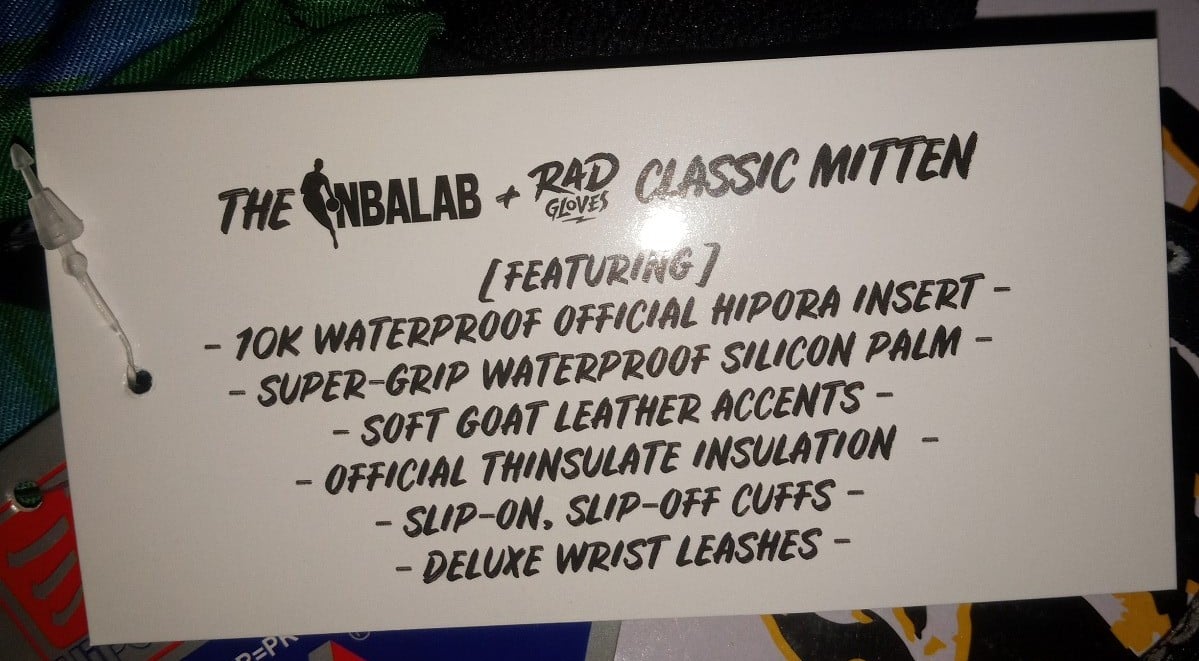 THE NBALAB + RAD GLOVES CLASSIC MITTEN
[FEATURING]
- 10K WATERPROOF OFFICIAL HIPORA INSERT -
- SUPER-GRIP WATERPROOF SILICON PALM -
- SOFT GOAT LEATHER ACCENTS -
- OFFICIAL THINSULATE INSULATION -
- SLIP-ON, SLIP-OFF CUFFS -
- DELUXE WRIST LEASHES -